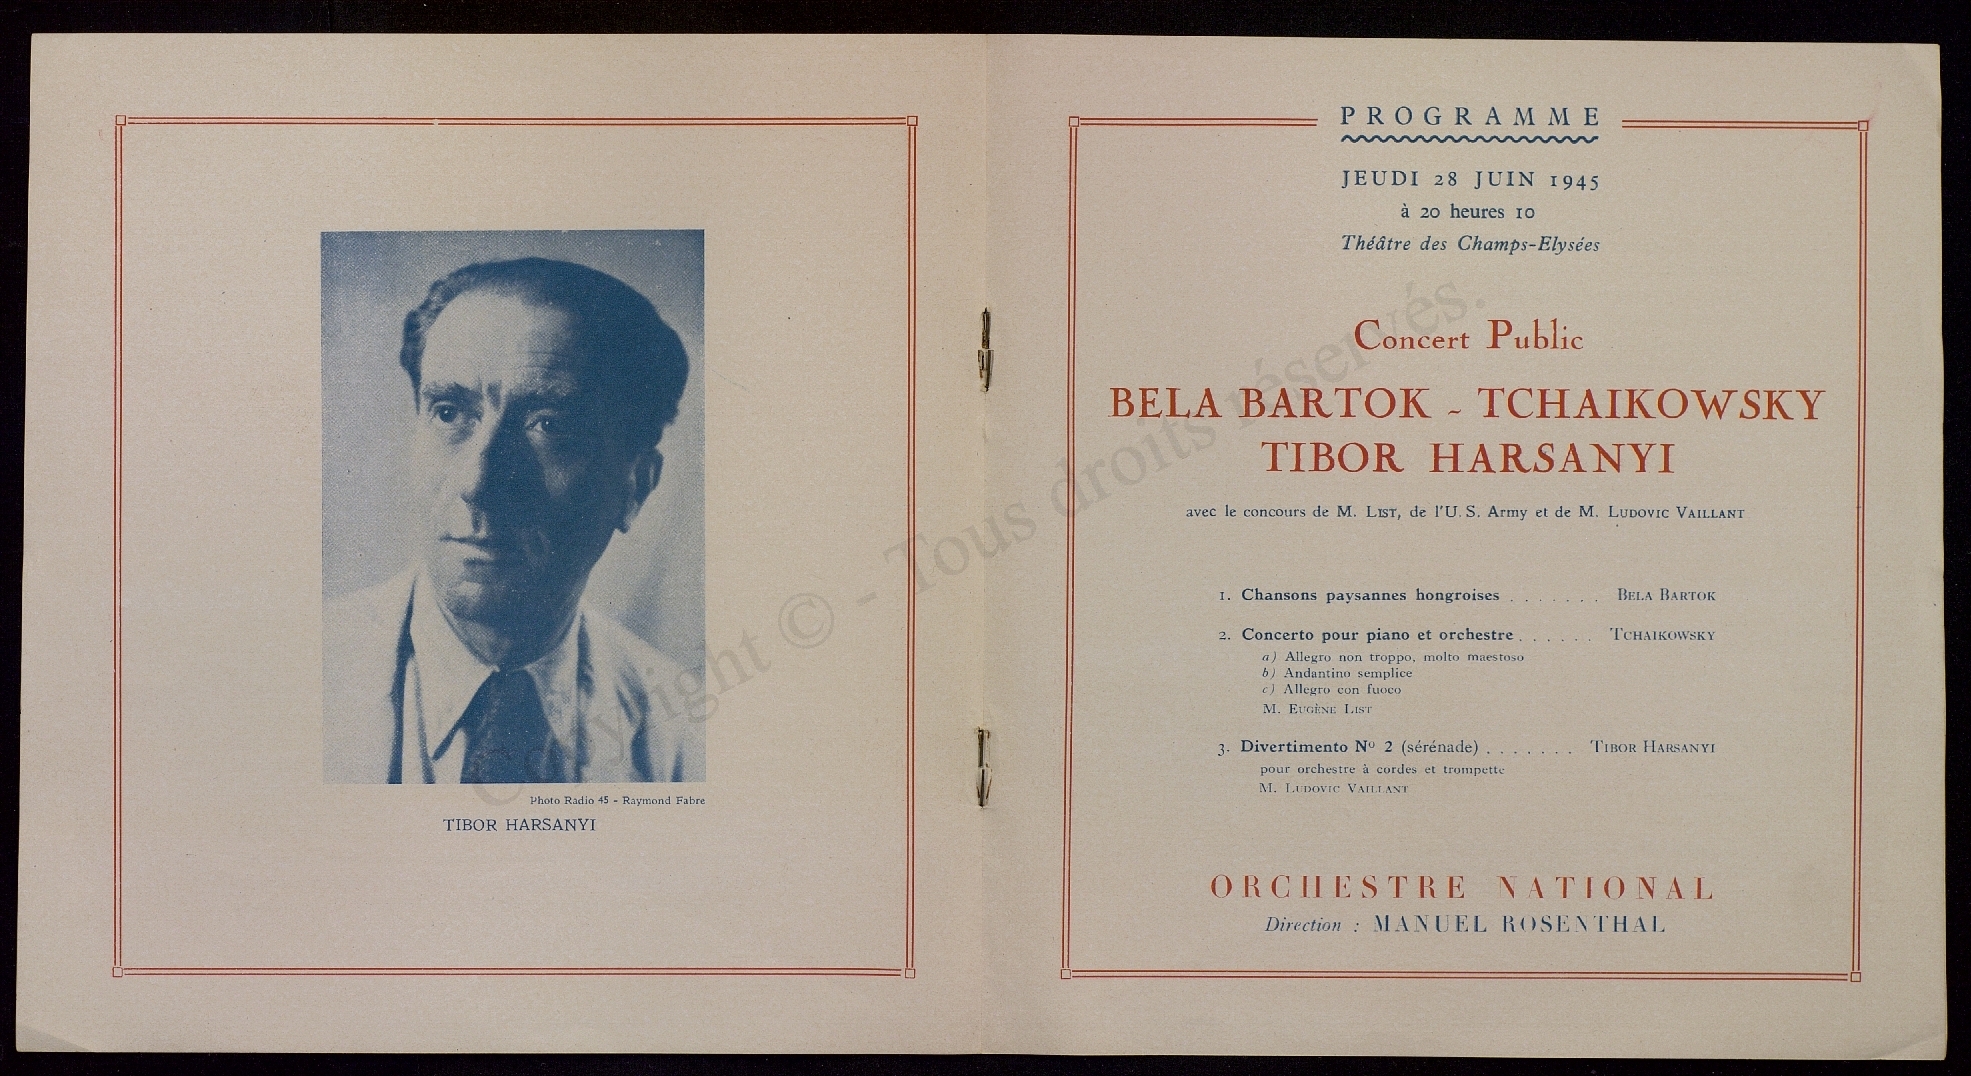 Photo Radio 45 - Raymond Fabre
TIBOR HARSANYI
PROGRAMME
JEUDI 28 JUIN 1945
à 20 heures 10
Théâtre des Champs-Elysées
Concert Public
BELA BARTOK - TCHAIKOWSKY
TIBOR HARSANYI
avec le concours de M. LIST, de l'U. S. Army et de M. LUDOVIC VAILLANT
1. Chansons paysannes hongroises . . . . . . . BELA BARTOK
2. Concerto pour piano et orchestre . . . . . . TCHAIKOWSKY
a) Allegro non troppo, molto maestoso
b) Andantino semplice
c) Allegro con fuoco
M. EUGÈNE LIST
3. Divertimento Nº 2 (sérénade) . . . . . . . TIBOR HARSANYI
pour orchestre à cordes et trompette
M. LUDOVIC VAILLANT
ORCHESTRE NATIONAL
Direction : MANUEL ROSENTHAL
Copyright © - Tous droits réservés.